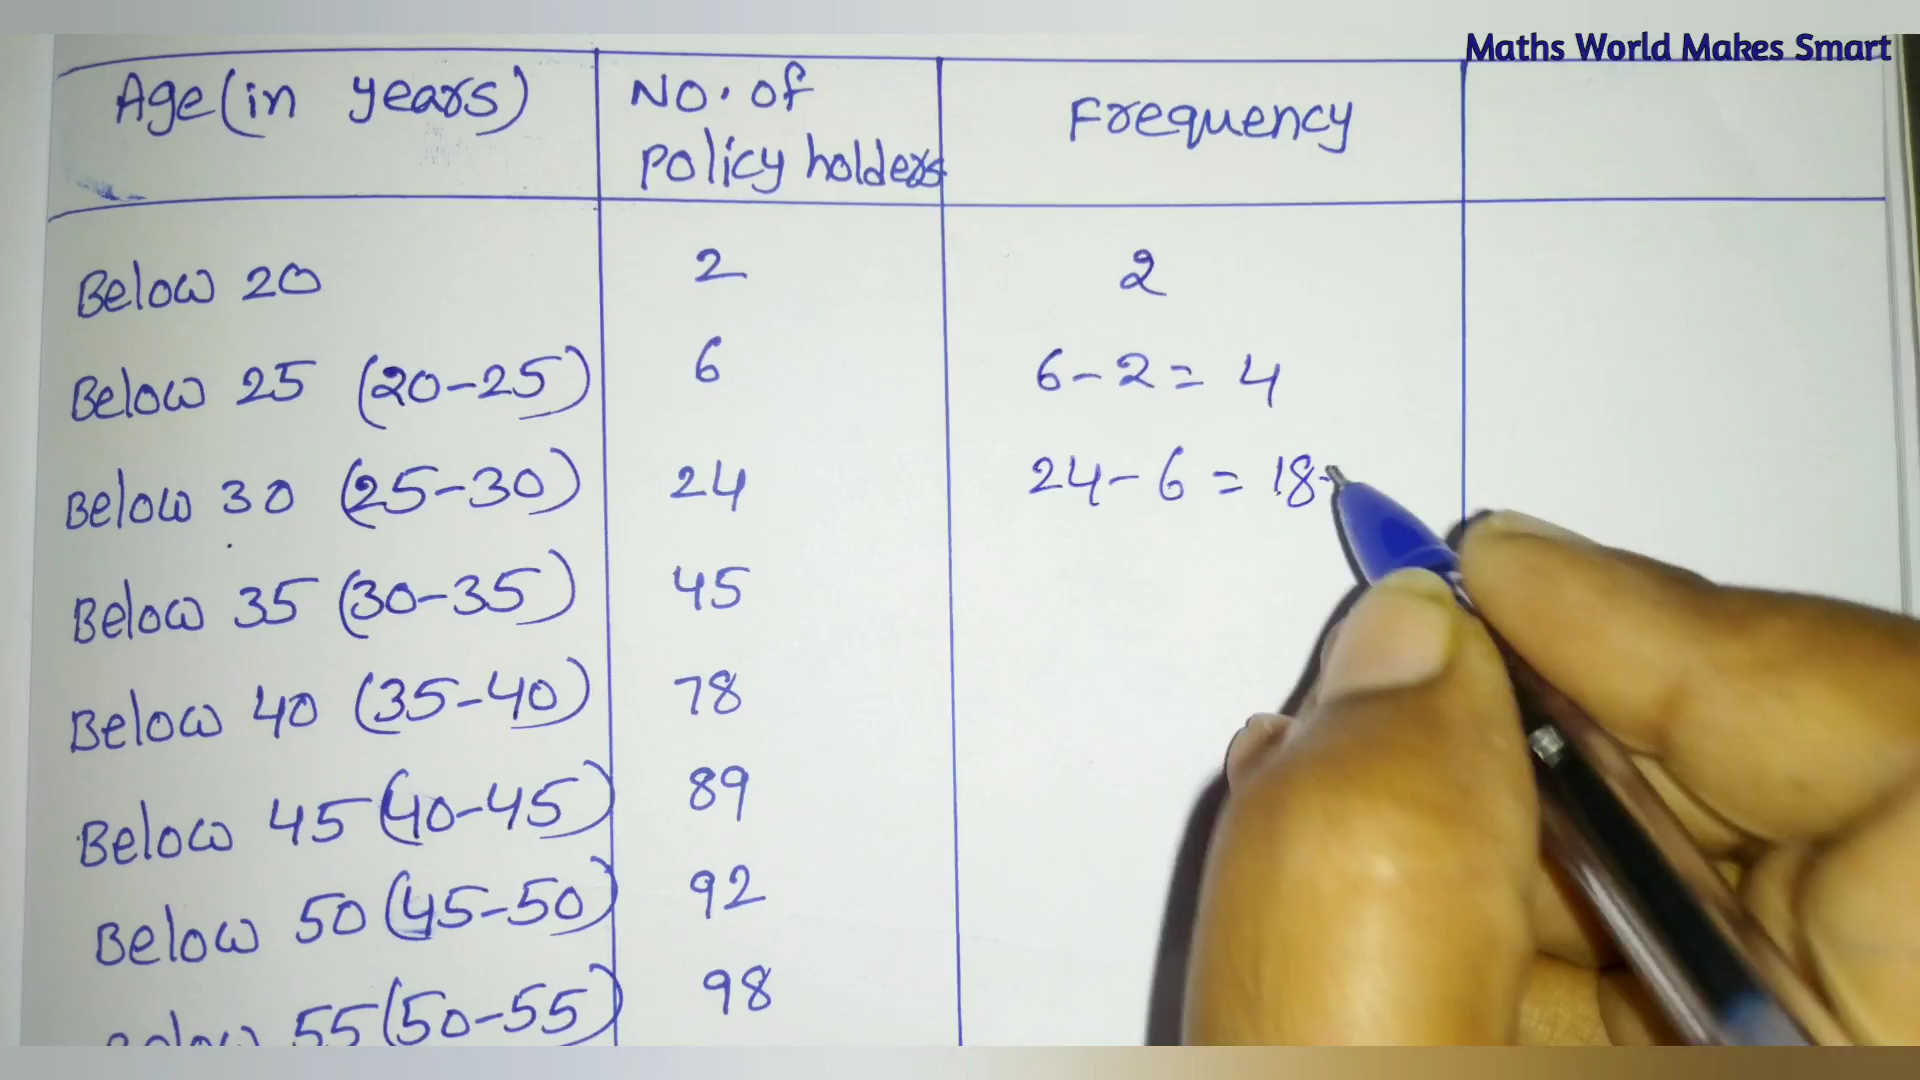 Maths World Makes Smart
Age(in years) No. of policy holders Frequency
Below 20 2 2
Below 25 (20-25) 6 6-2= 4
Below 30 (25-30) 24 24-6 = 18
Below 35 (30-35) 45
Below 40 (35-40) 78
Below 45 (40-45) 89
Below 50 (45-50) 92
Below 55 (50-55) 98